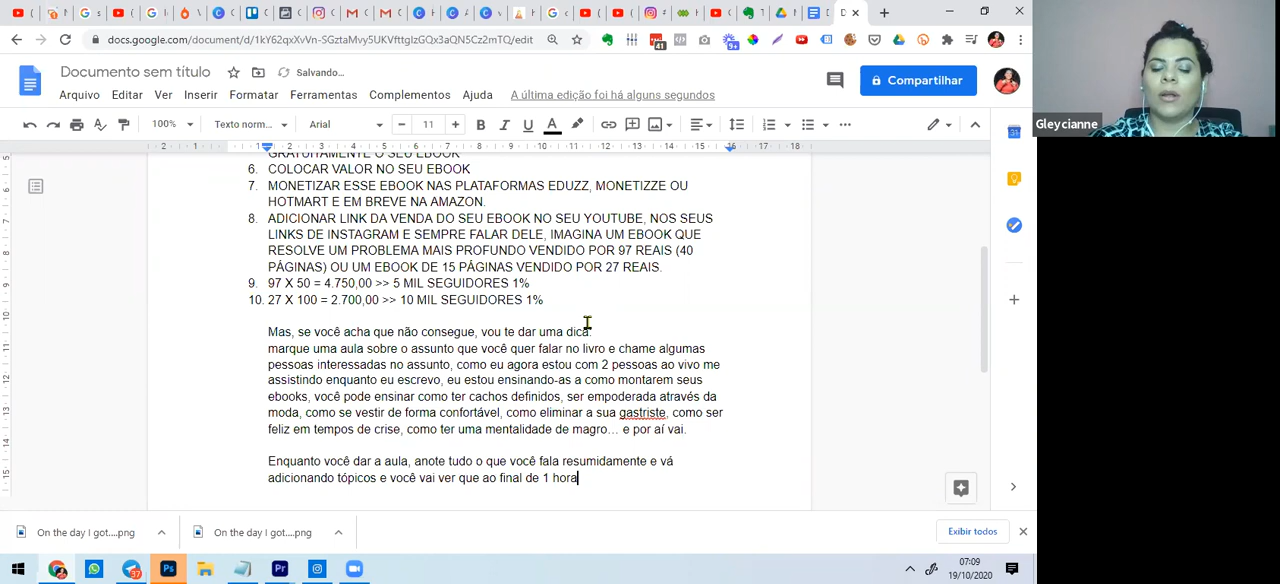 docs.google.com/document/d/1kY62qxXvVn-SGztaMvy5UKVfttgIzGQx3aQN5Cz2mTQ/edit
Documento sem título
Salvando...
Compartilhar
Arquivo Editar Ver Inserir Formatar Ferramentas Complementos Ajuda A última edição foi há alguns segundos
100% Texto norm... Arial 11 B I U A
GRATUITAMENTE O SEU EBOOK
6. COLOCAR VALOR NO SEU EBOOK
7. MONETIZAR ESSE EBOOK NAS PLATAFORMAS EDUZZ, MONETIZZE OU
HOTMART E EM BREVE NA AMAZON.
8. ADICIONAR LINK DA VENDA DO SEU EBOOK NO SEU YOUTUBE, NOS SEUS
LINKS DE INSTAGRAM E SEMPRE FALAR DELE, IMAGINA UM EBOOK QUE
RESOLVE UM PROBLEMA MAIS PROFUNDO VENDIDO POR 97 REAIS (40
PÁGINAS) OU UM EBOOK DE 15 PÁGINAS VENDIDO POR 27 REAIS.
9. 97 X 50 = 4.750,00 >> 5 MIL SEGUIDORES 1%
10. 27 X 100 = 2.700,00 >> 10 MIL SEGUIDORES 1%
Mas, se você acha que não consegue, vou te dar uma dica:
marque uma aula sobre o assunto que você quer falar no livro e chame algumas
pessoas interessadas no assunto, como eu agora estou com 2 pessoas ao vivo me
assistindo enquanto eu escrevo, eu estou ensinando-as a como montarem seus
ebooks, você pode ensinar como ter cachos definidos, ser empoderada através da
moda, como se vestir de forma confortável, como eliminar a sua gastriste, como ser
feliz em tempos de crise, como ter uma mentalidade de magro... e por aí vai.
Enquanto você dar a aula, anote tudo o que você fala resumidamente e vá
adicionando tópicos e você vai ver que ao final de 1 hora
Gleycianne
On the day I got....png
On the day I got....png
Exibir todos
07:09
19/10/2020